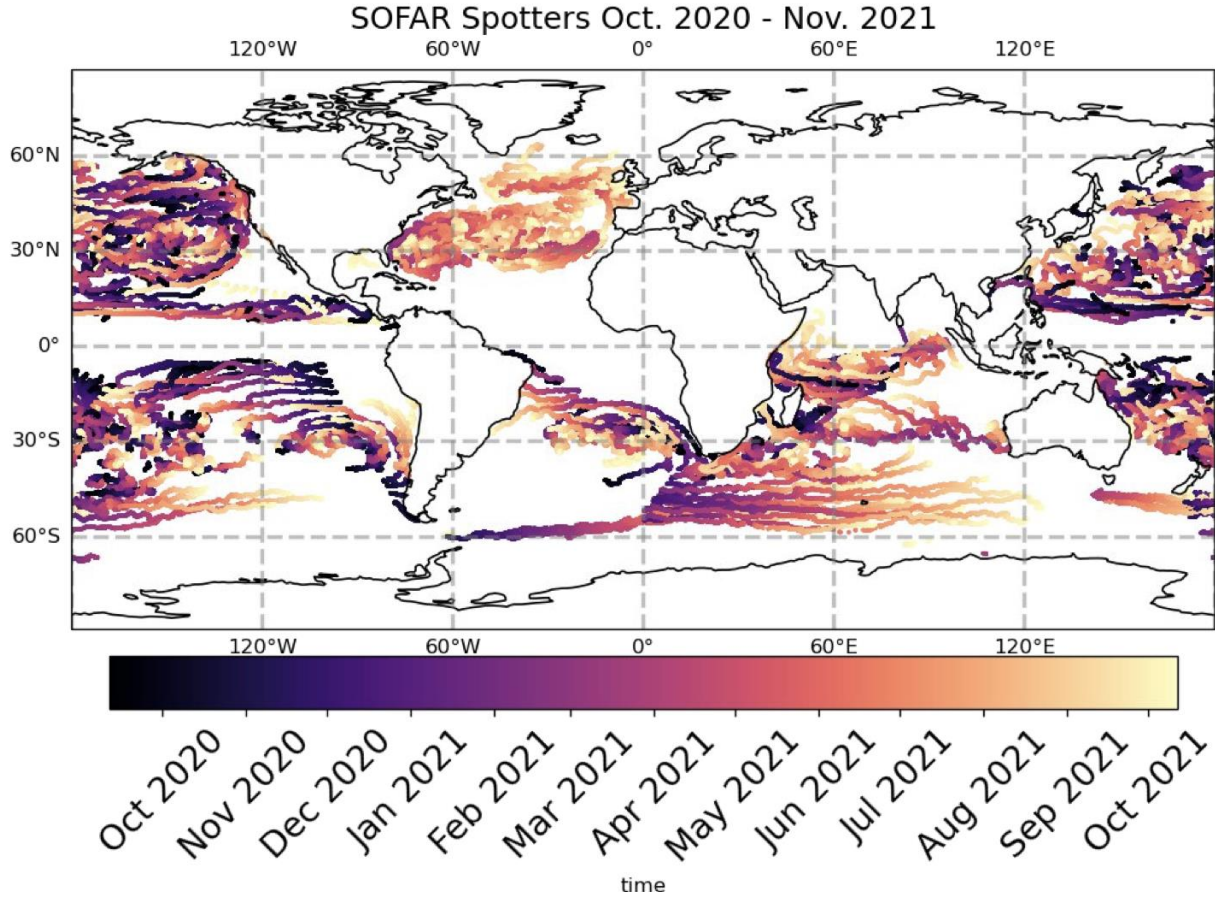 SOFAR Spotters Oct. 2020 - Nov. 2021
120°W 60°W 0° 60°E 120°E
60°N
30°N
0°
30°S
60°S
120°W 60°W 0° 60°E 120°E
Oct 2020 Nov 2020 Dec 2020 Jan 2021 Feb 2021 Mar 2021 Apr 2021 May 2021 Jun 2021 Jul 2021 Aug 2021 Sep 2021 Oct 2021
time